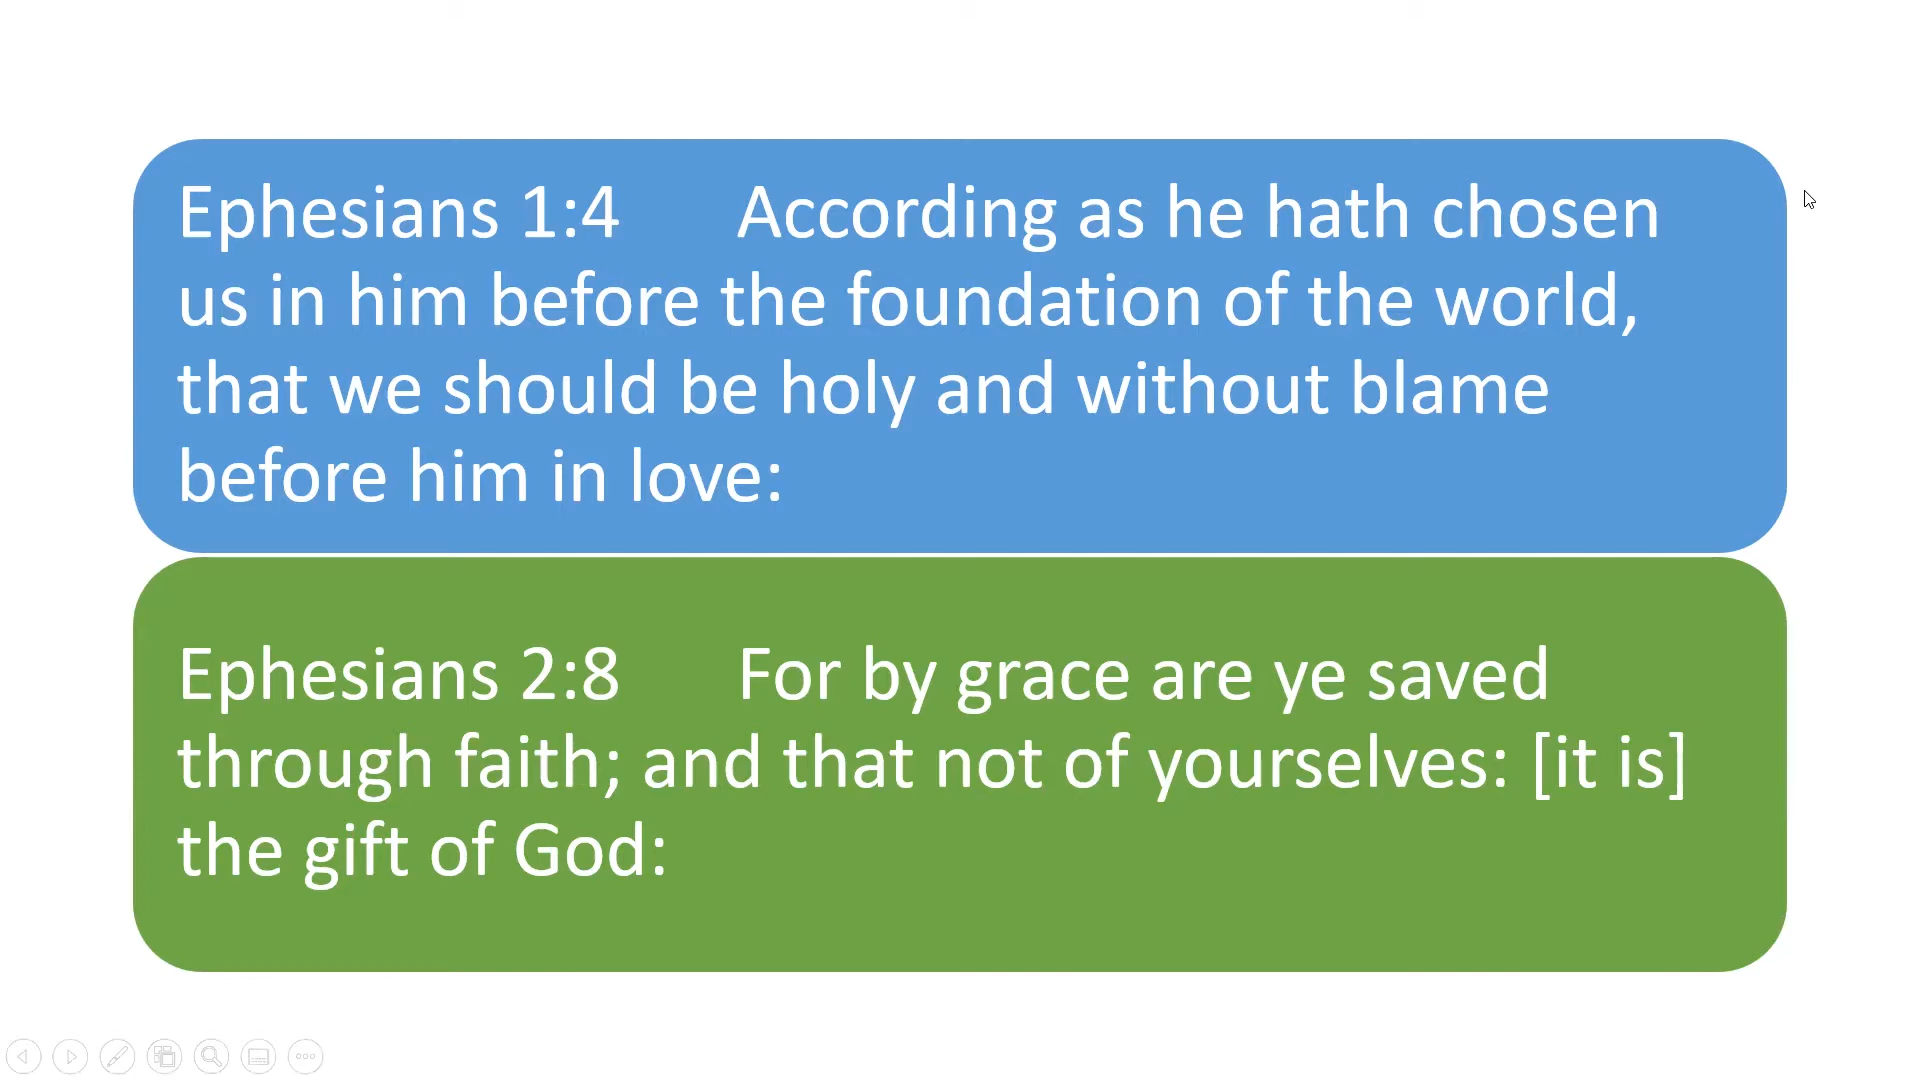 Ephesians 1:4 According as he hath chosen
us in him before the foundation of the world,
that we should be holy and without blame
before him in love:
Ephesians 2:8 For by grace are ye saved
through faith; and that not of yourselves: [it is]
the gift of God: